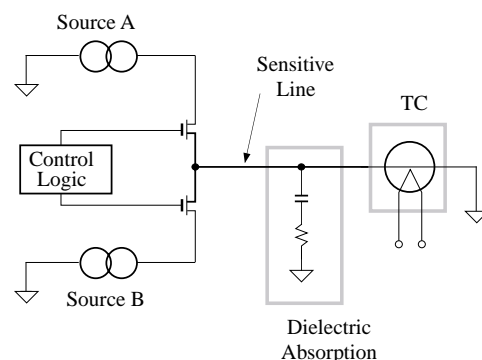 Source A
Sensitive
Line
TC
Control
Logic
Source B
Dielectric
Absorption